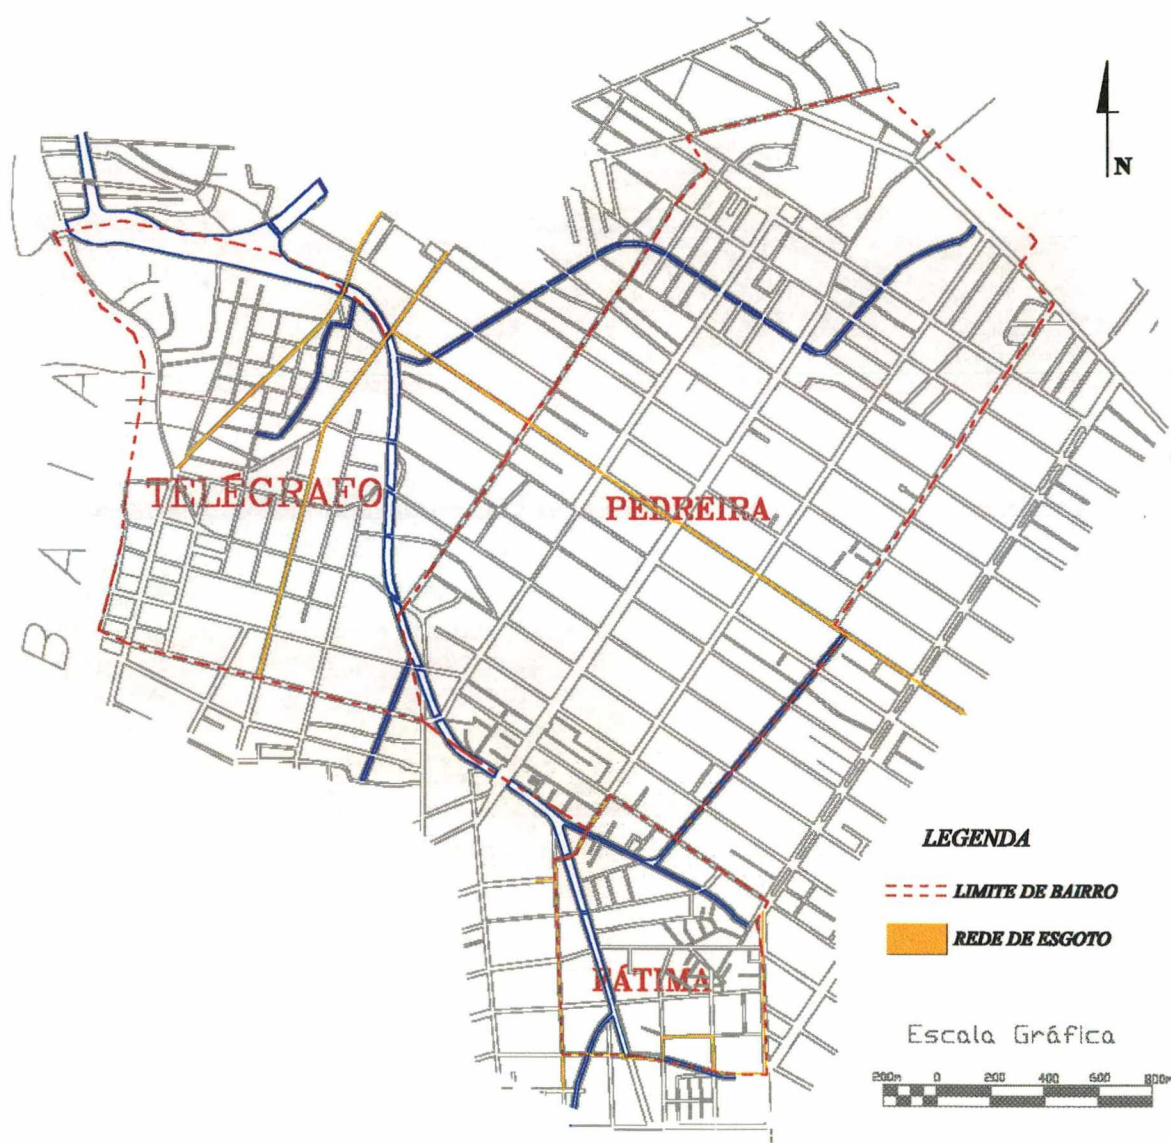 N
BAIA
TELÉGRAFO
PEDREIRA
LEGENDA
LIMITE DE BAIRRO
REDE DE ESGOTO
FÁTIMA
Escala Gráfica
200m 0 200 400 600 800m